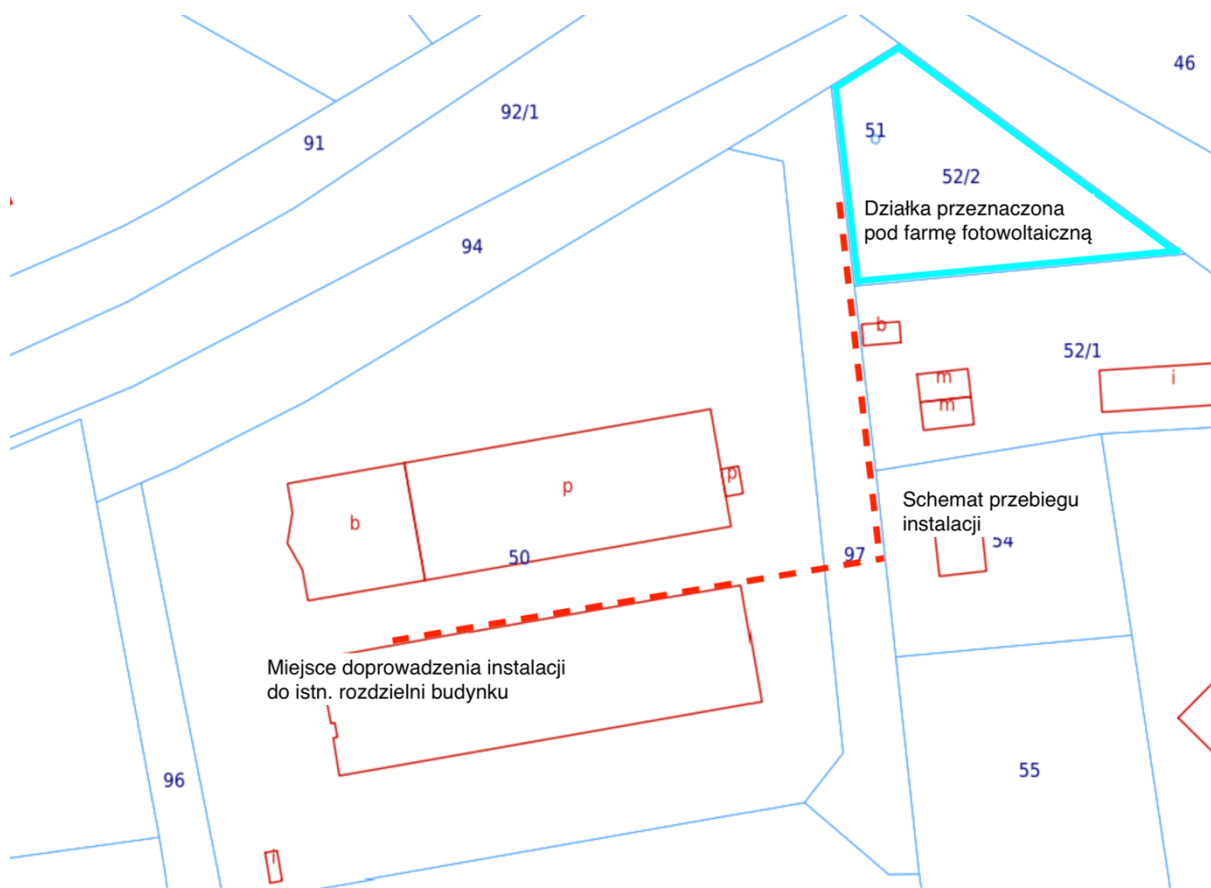 46
92/1
91
51
52/2
Działka przeznaczona
pod farmę fotowoltaiczną
94
b
52/1
m
i
m
p
p
b
Schemat przebiegu
instalacji
54
50
97
Miejsce doprowadzenia instalacji
do istn. rozdzielni budynku
96
55
i